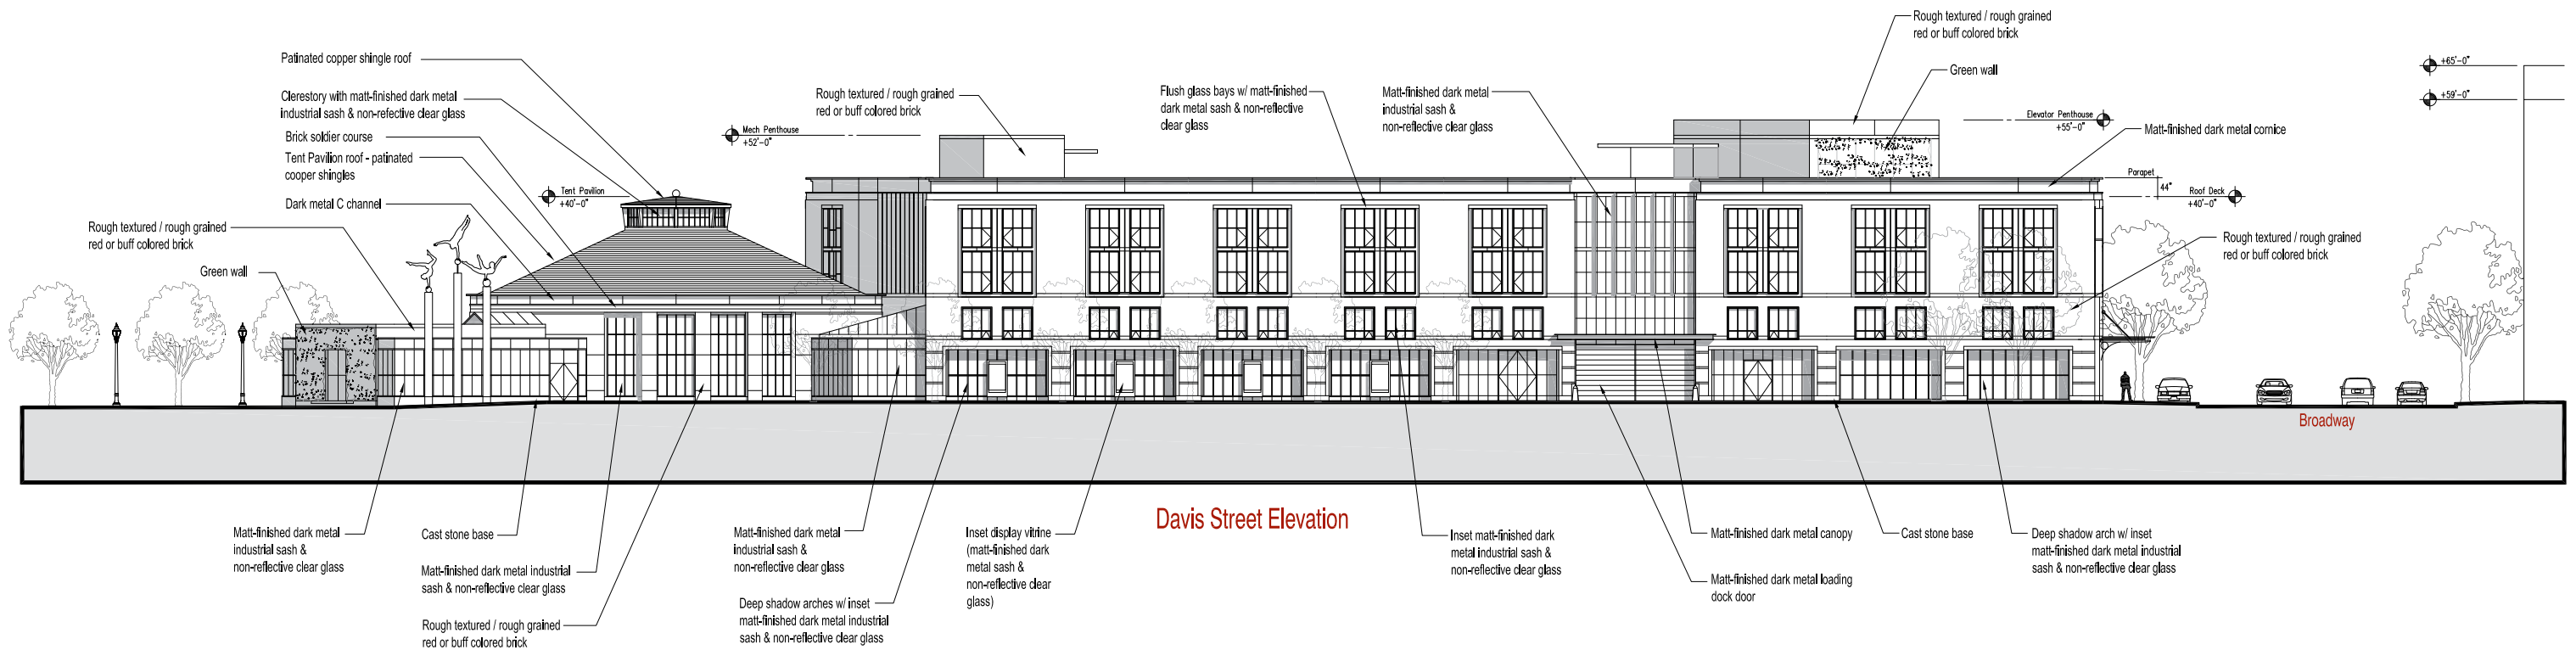 Rough textured / rough grained
red or buff colored brick
Patinated copper shingle roof
Green wall
+65'-0"
Clerestory with matt-finished dark metal
industrial sash & non-refective clear glass
Rough textured / rough grained
red or buff colored brick
Flush glass bays w/ matt-finished
dark metal sash & non-reflective
clear glass
Matt-finished dark metal
industrial sash &
non-reflective clear glass
+59'-0"
Elevator Penthouse
+55'-0"
Brick soldier course
Mech Penthouse
+52'-0"
Matt-finished dark metal cornice
Tent Pavilion roof - patinated
cooper shingles
Parapet
44"
Roof Deck
+40'-0"
Tent Pavilion
+40'-0"
Dark metal C channel
Rough textured / rough grained
red or buff colored brick
Rough textured / rough grained
red or buff colored brick
Green wall
Broadway
Davis Street Elevation
Matt-finished dark metal
industrial sash &
non-reflective clear glass
Cast stone base
Matt-finished dark metal industrial
sash & non-reflective clear glass
Rough textured / rough grained
red or buff colored brick
Matt-finished dark metal
industrial sash &
non-reflective clear glass
Deep shadow arches w/ inset
matt-finished dark metal industrial
sash & non-reflective clear glass
Inset display vitrine
(matt-finished dark
metal sash &
non-reflective clear
glass)
Inset matt-finished dark
metal industrial sash &
non-reflective clear glass
Matt-finished dark metal canopy
Matt-finished dark metal loading
dock door
Cast stone base
Deep shadow arch w/ inset
matt-finished dark metal industrial
sash & non-reflective clear glass